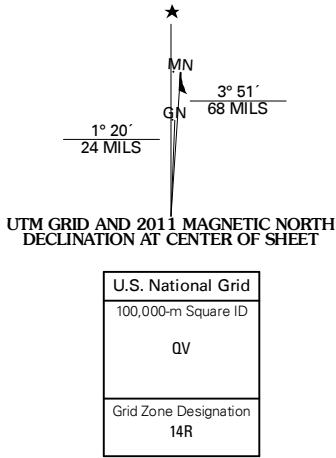 ★
MN
3° 51´
GN
68 MILS
1° 20´
24 MILS
UTM GRID AND 2011 MAGNETIC NORTH
DECLINATION AT CENTER OF SHEET
U.S. National Grid
100,000-m Square ID
QV
Grid Zone Designation
14R